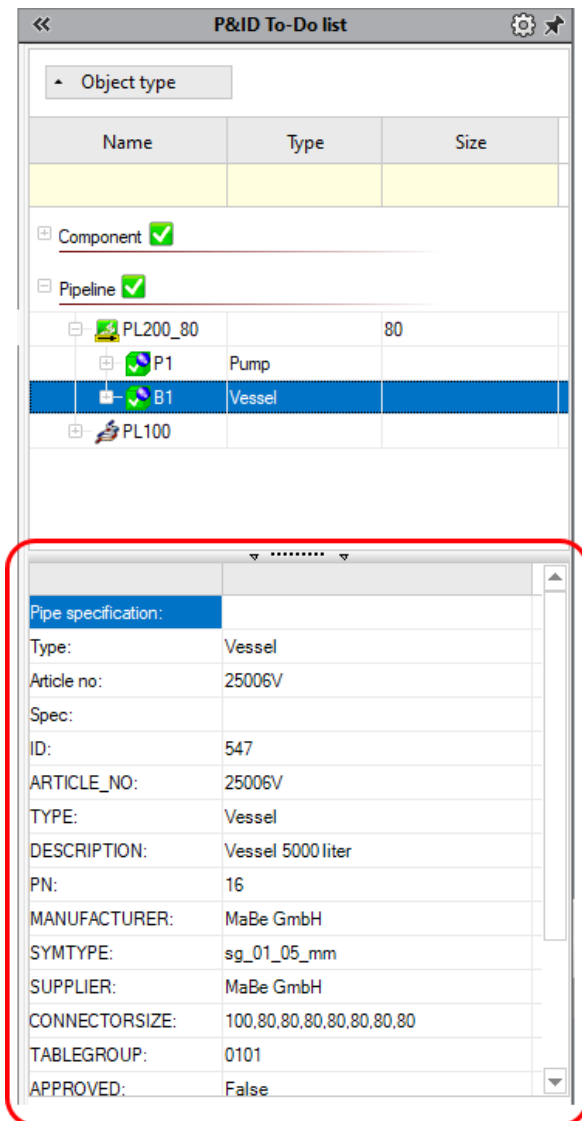 P&ID To-Do list
Object type
Name Type Size
Component
Pipeline
PL200_80 80
P1 Pump
B1 Vessel
PL100
Pipe specification:
Type: Vessel
Article no: 25006V
Spec:
ID: 547
ARTICLE_NO: 25006V
TYPE: Vessel
DESCRIPTION: Vessel 5000 liter
PN: 16
MANUFACTURER: MaBe GmbH
SYMTYPE: sg_01_05_mm
SUPPLIER: MaBe GmbH
CONNECTORSIZE: 100,80,80,80,80,80,80,80
TABLEGROUP: 0101
APPROVED: False